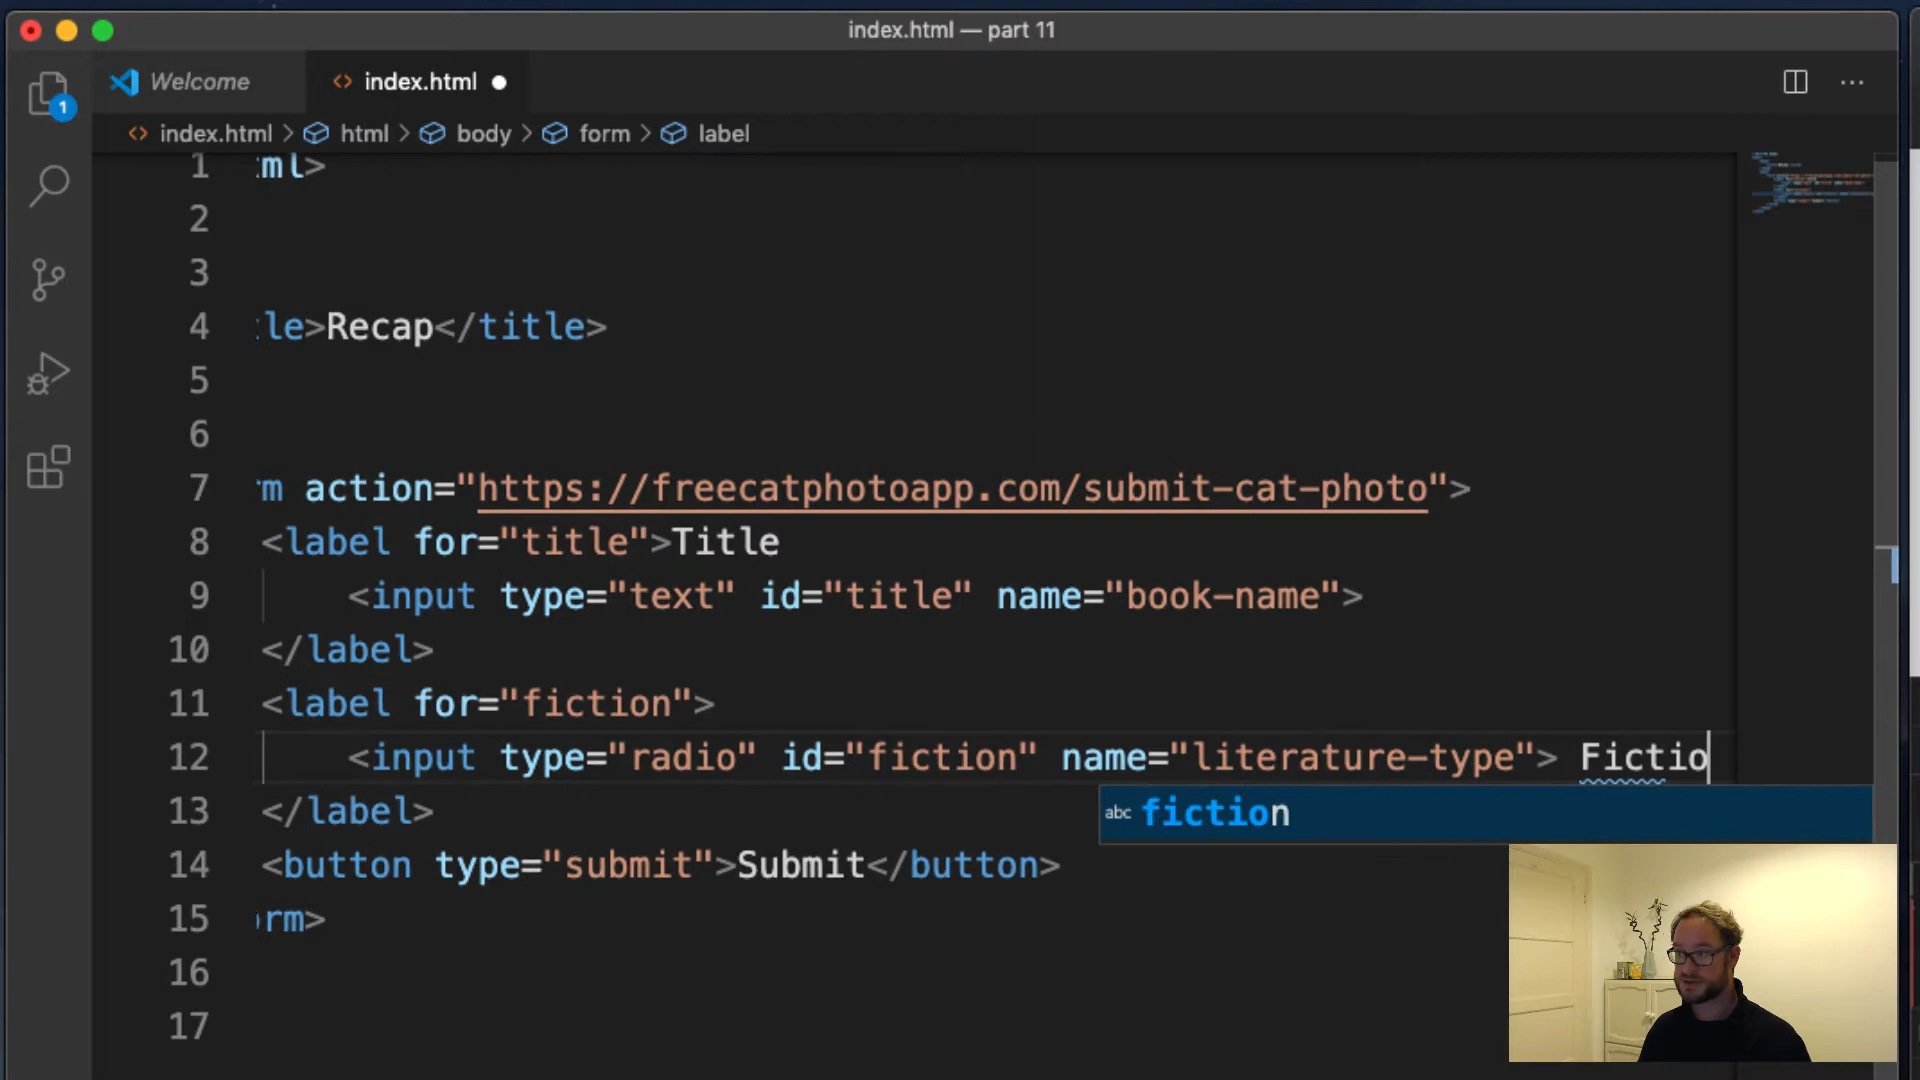 index.html — part 11
Welcome
index.html
1
index.html > html > body > form > label
1 ml>
2
3
4 le>Recap</title>
5
6
7 m action="https://freecatphotoapp.com/submit-cat-photo">
8 <label for="title">Title
9 <input type="text" id="title" name="book-name">
10 </label>
11 <label for="fiction">
12 <input type="radio" id="fiction" name="literature-type"> Fictio
abc fiction
13 </label>
14 <button type="submit">Submit</button>
15 rm>
16
17